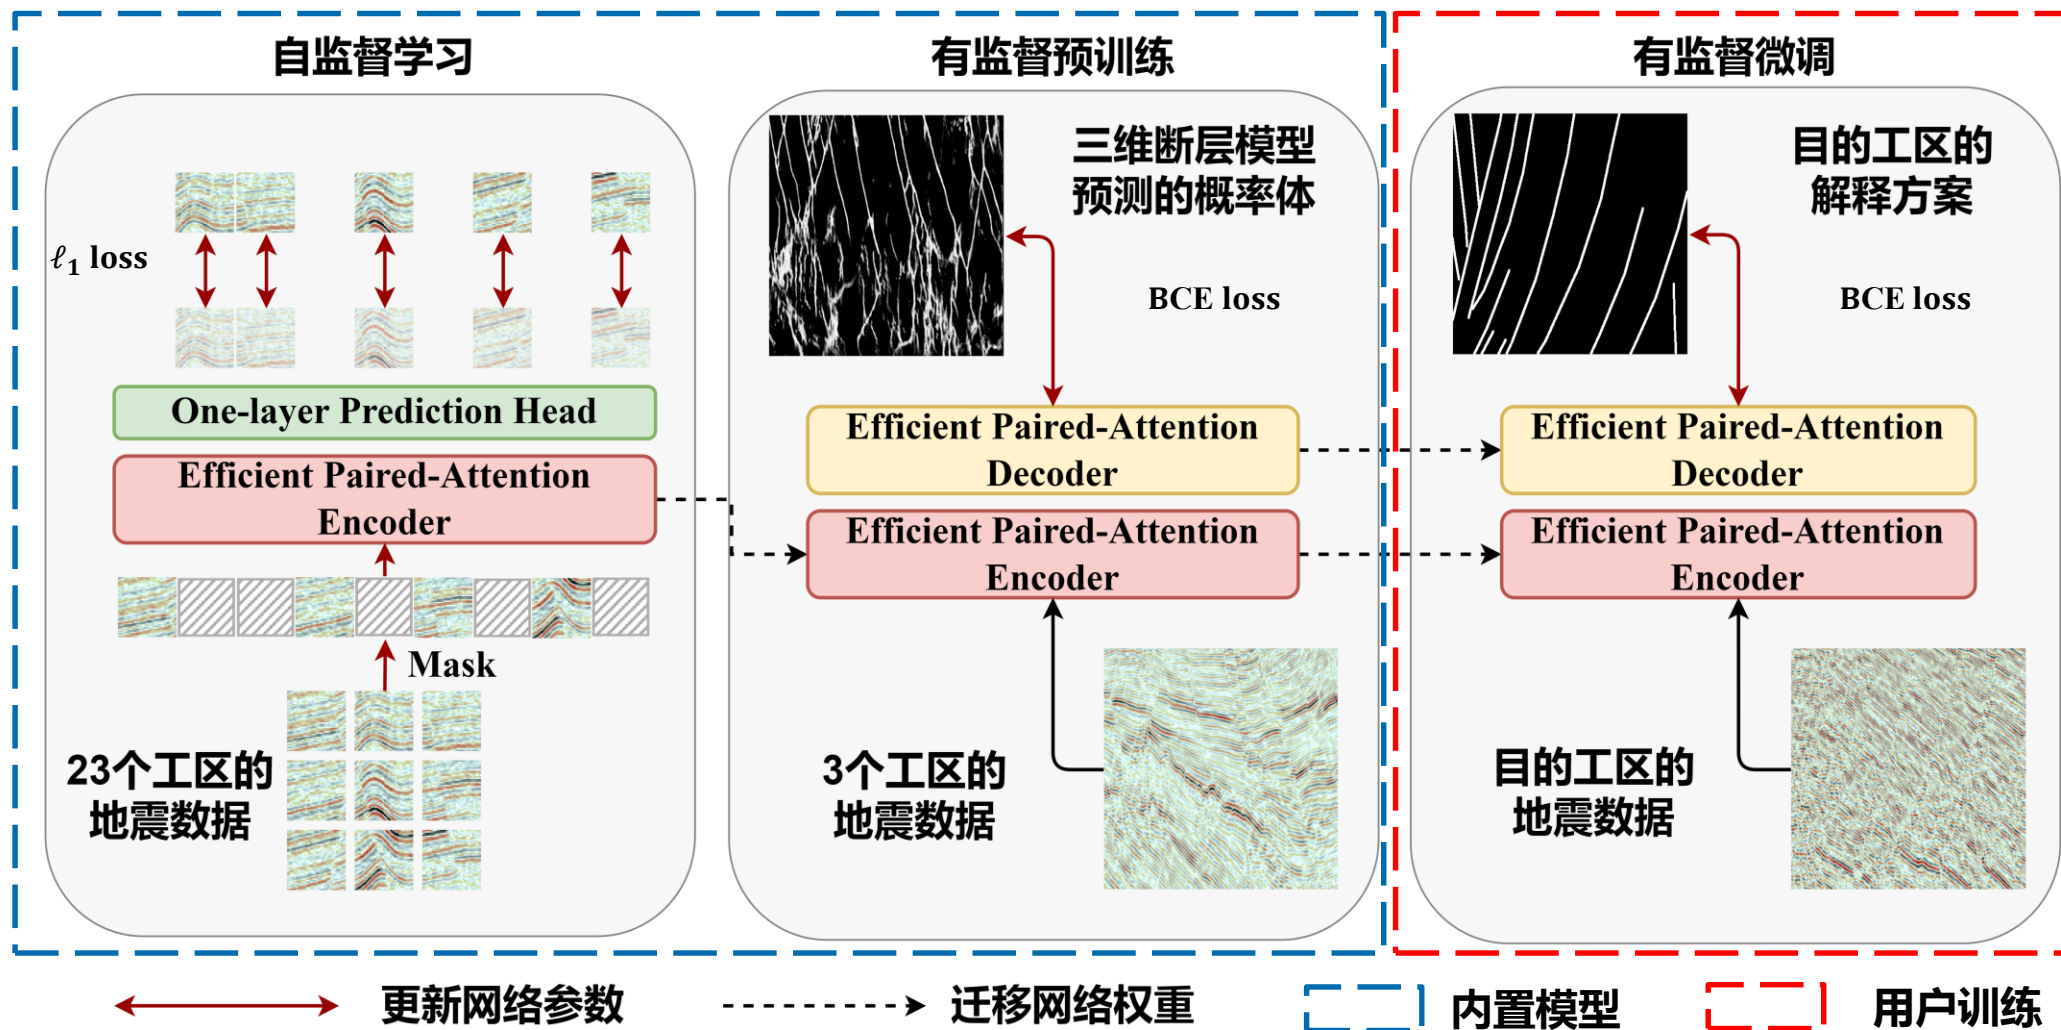 自监督学习
ℓ₁ loss
One-layer Prediction Head
Efficient Paired-Attention
Encoder
Mask
23个工区的
地震数据
有监督预训练
三维断层模型
预测的概率体
BCE loss
Efficient Paired-Attention
Decoder
Efficient Paired-Attention
Encoder
3个工区的
地震数据
有监督微调
目的工区的
解释方案
BCE loss
Efficient Paired-Attention
Decoder
Efficient Paired-Attention
Encoder
目的工区的
地震数据
更新网络参数
迁移网络权重
内置模型
用户训练